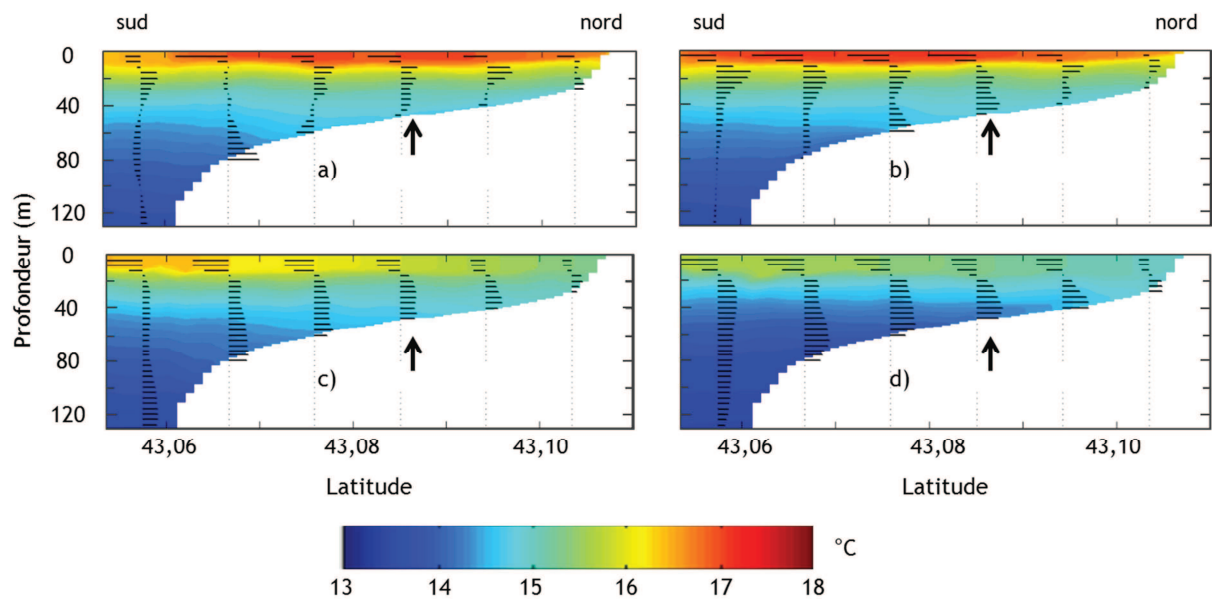 sud nord sud nord
0
40
80
120
a)
b)
Profondeur (m)
0
40
80
120
c)
d)
43,06 43,08 43,10 43,06 43,08 43,10
Latitude Latitude
°C
13 14 15 16 17 18